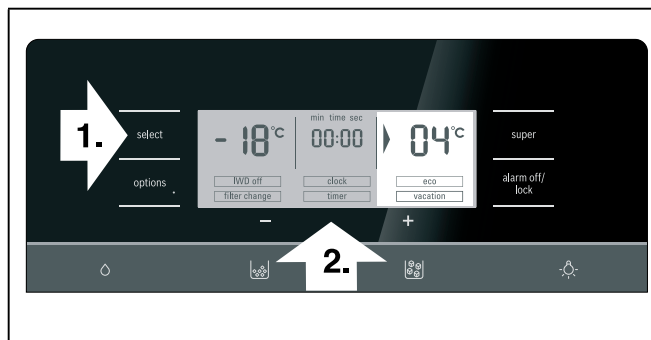 1.
select
options
- 18°C
min time sec
00:00
04°C
IWD off
filter change
clock
timer
eco
vacation
super
alarm off/
lock
−
+
2.